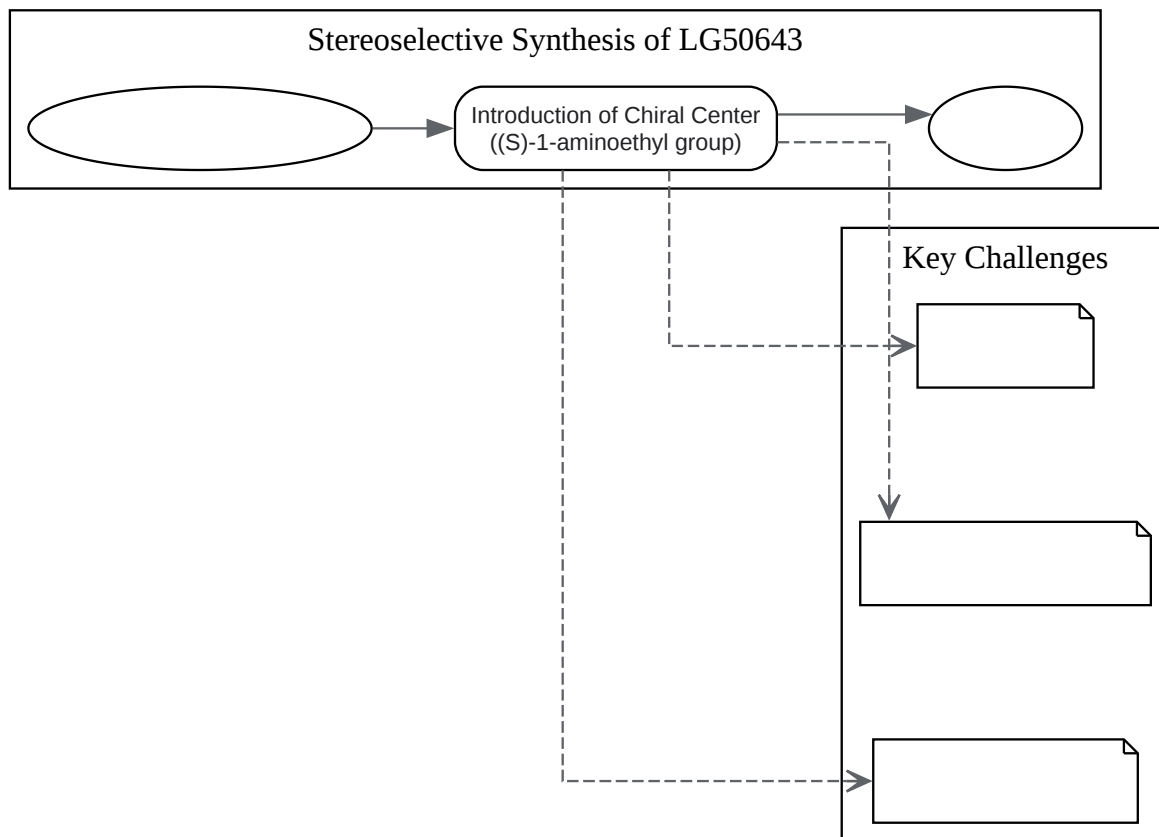 Stereoselective Synthesis of LG50643
Introduction of Chiral Center
((S)-1-aminoethyl group)
Key Challenges